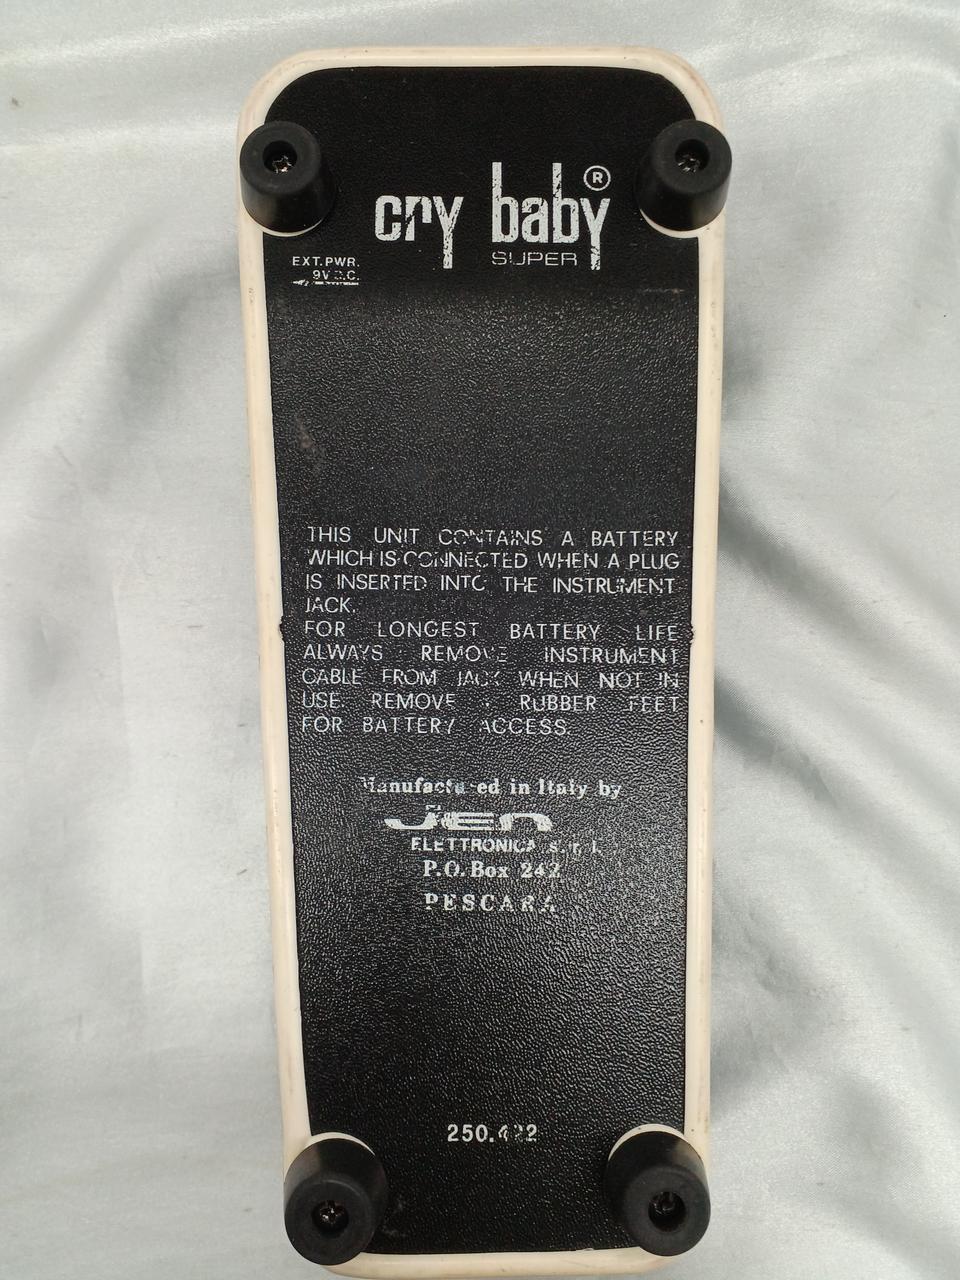 cry baby ®
SUPER
EXT.PWR.
9V D.C.
THIS UNIT CONTAINS A BATTERY
WHICH IS CONNECTED WHEN A PLUG
IS INSERTED INTO THE INSTRUMENT
JACK.
FOR LONGEST BATTERY LIFE
ALWAYS REMOVE INSTRUMENT
CABLE FROM JACK WHEN NOT IN
USE. REMOVE RUBBER FEET
FOR BATTERY ACCESS.
Manufactured in Italy by
JEN
ELETTRONICA s.r.l.
P.O. Box 242
PESCARA